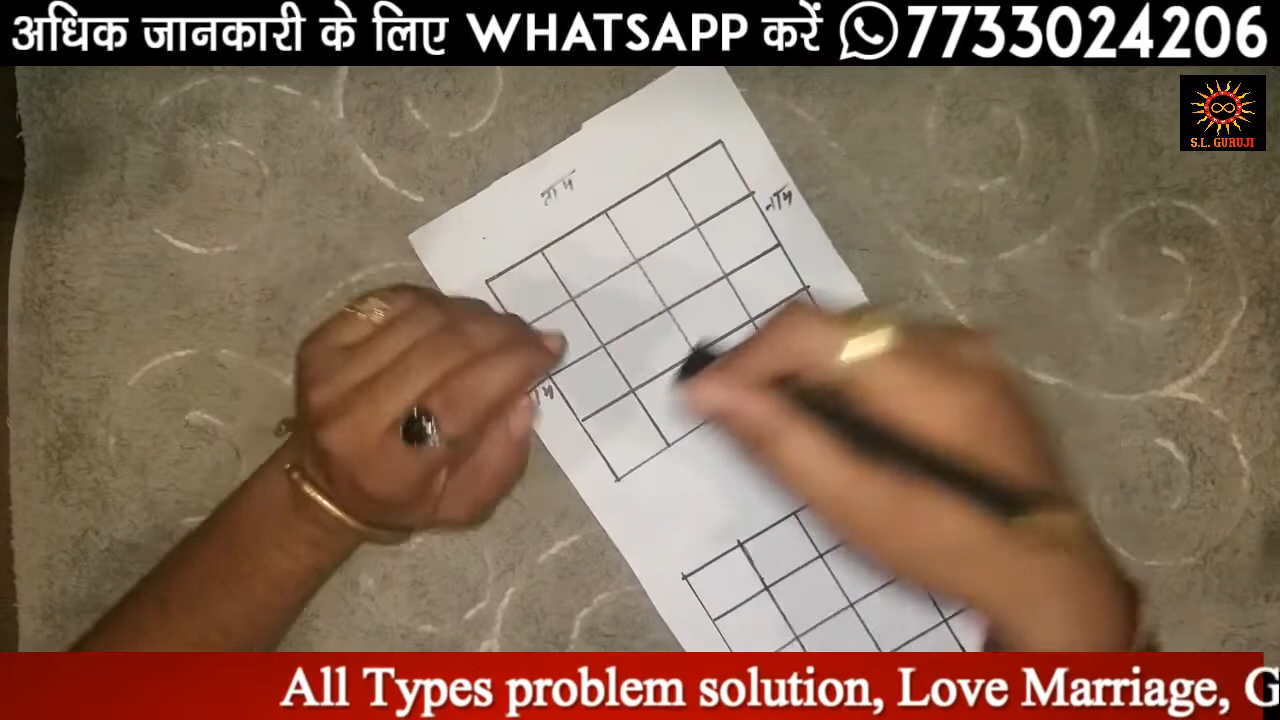 अधिक जानकारी के लिए WHATSAPP करें 7733024206
S.L. GURUJI
नाम
नाम
All Types problem solution, Love Marriage, G